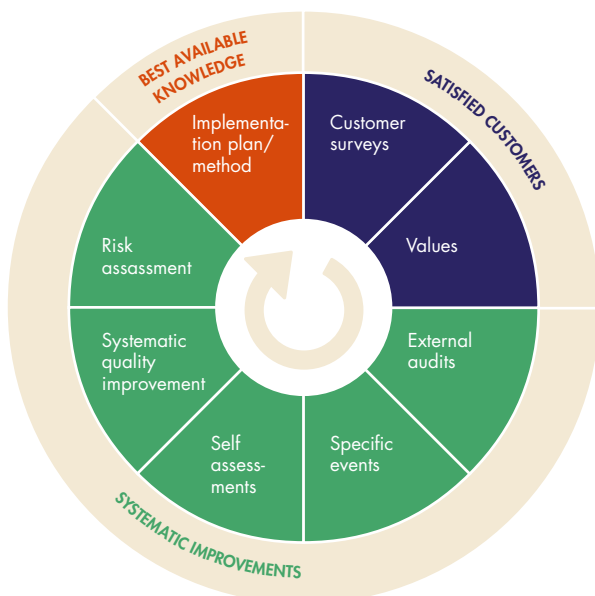 BEST AVAILABLE
KNOWLEDGE
SATISFIED CUSTOMERS
Implementa-
tion plan/
method
Customer
surveys
Risk
assassment
Values
Systematic
quality
improvement
External
audits
Self
assess-
ments
Specific
events
SYSTEMATIC IMPROVEMENTS